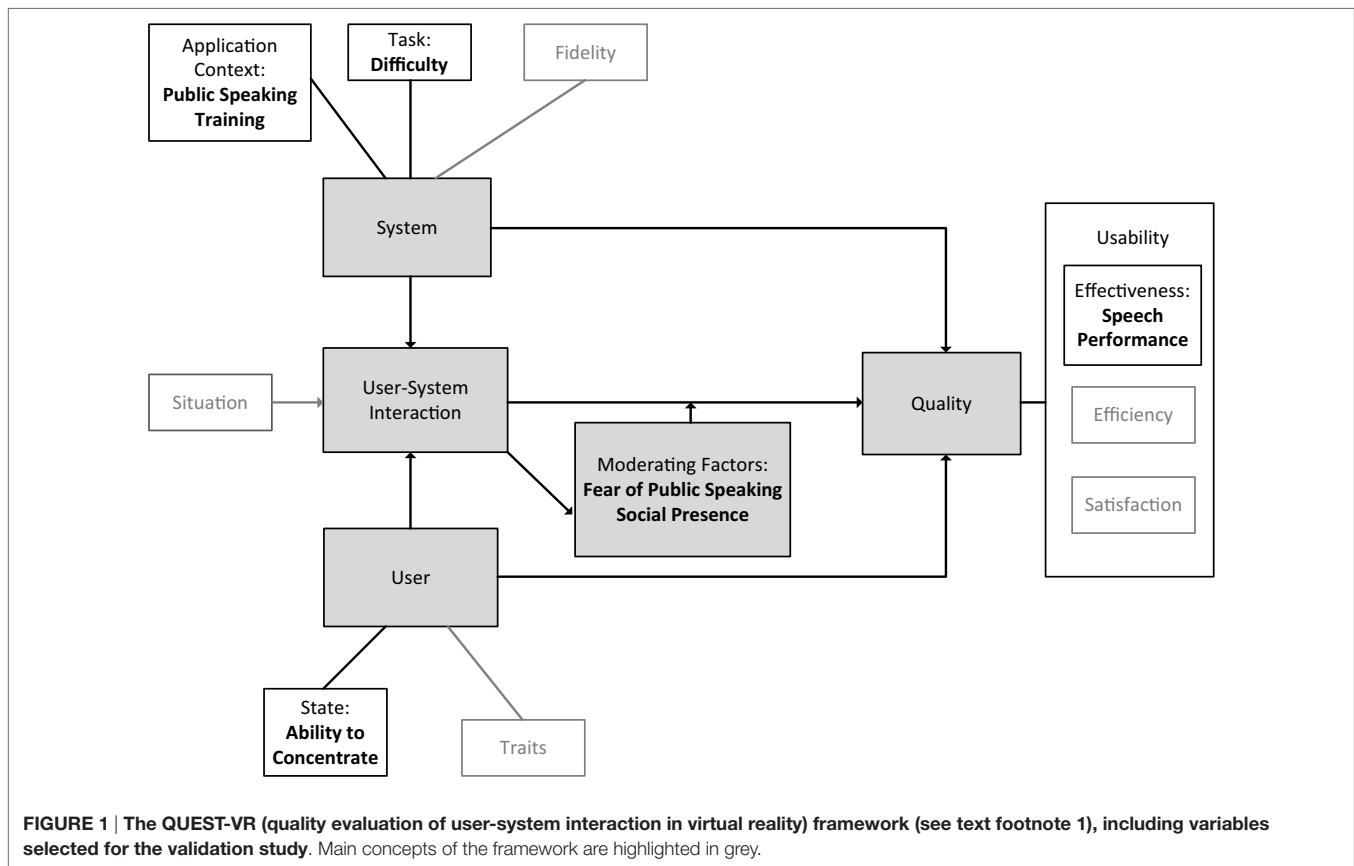 Application
Context:
Public Speaking
Training
Task:
Difficulty
Fidelity
System
Usability
Effectiveness:
Speech
Performance
Situation
User-System
Interaction
Quality
Efficiency
Moderating Factors:
Fear of Public Speaking
Social Presence
Satisfaction
User
State:
Ability to
Concentrate
Traits
FIGURE 1 | The QUEST-VR (quality evaluation of user-system interaction in virtual reality) framework (see text footnote 1), including variables
selected for the validation study. Main concepts of the framework are highlighted in grey.